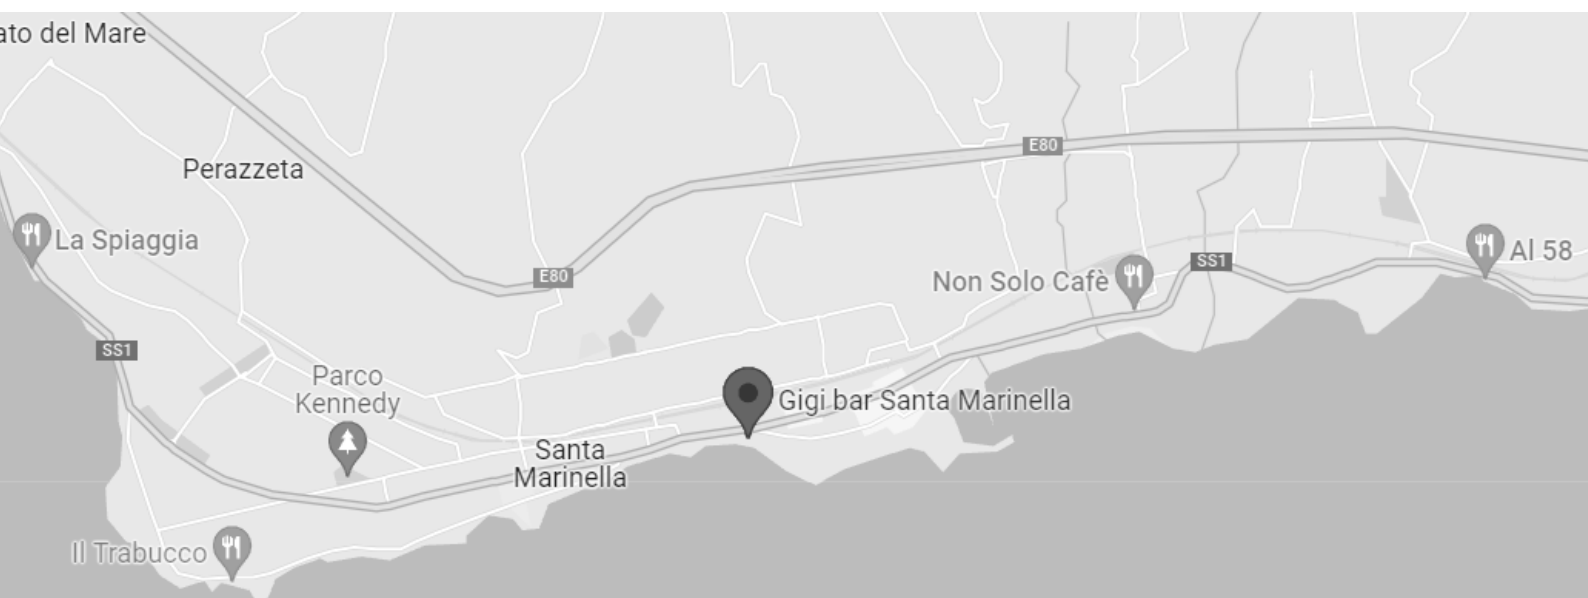 ato del Mare
E80
Perazzeta
La Spiaggia
Al 58
SS1
E80
Non Solo Cafè
SS1
Parco
Kennedy
Gigi bar Santa Marinella
Santa
Marinella
Il Trabucco